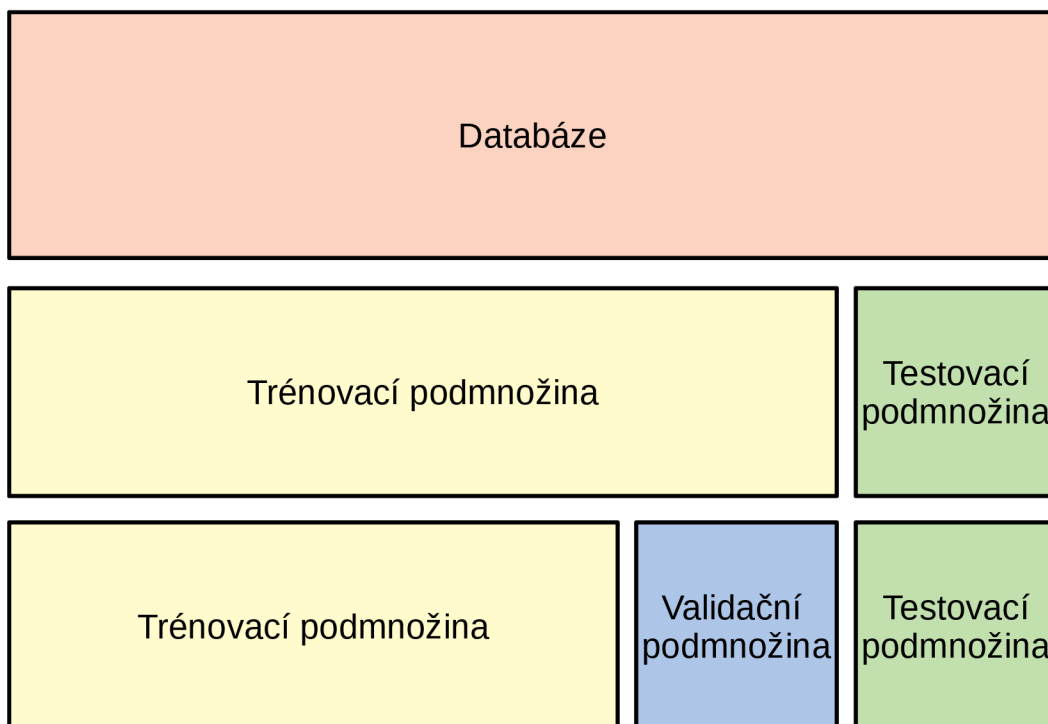 Databáze
Trénovací podmnožina
Testovací
podmnožina
Trénovací podmnožina
Validační
podmnožina
Testovací
podmnožina